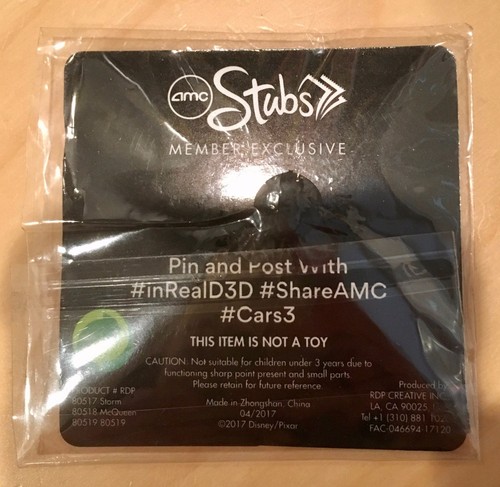 amc Stubs
MEMBER EXCLUSIVE
Pin and Post With
#inRealD3D #ShareAMC
#Cars3
THIS ITEM IS NOT A TOY
CAUTION: Not suitable for children under 3 years due to
functioning sharp point present and small parts
Please retain for future reference.
Made in Zhongshan, China
04/2017
©2017 Disney/Pixar
PRODUCT # RDP
80517 Storm
80518 McQueen
80519 80519
Produced by
RDP CREATIVE INC
LA, CA 90025
Tel +1 (310) 881
FAC-046694-17120